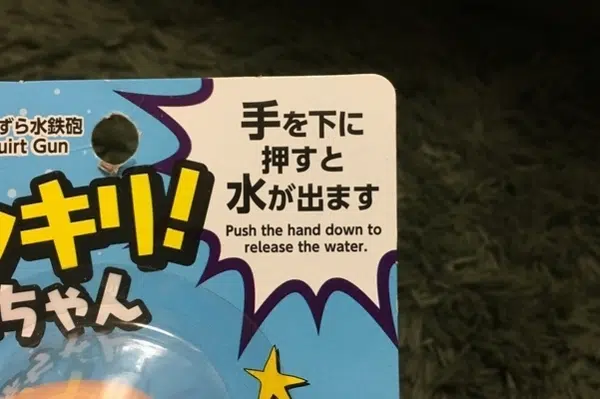 ずら水鉄砲
uirt Gun
手を下に
押すと
水が出ます
Push the hand down to
release the water.
キリ!
ちゃん